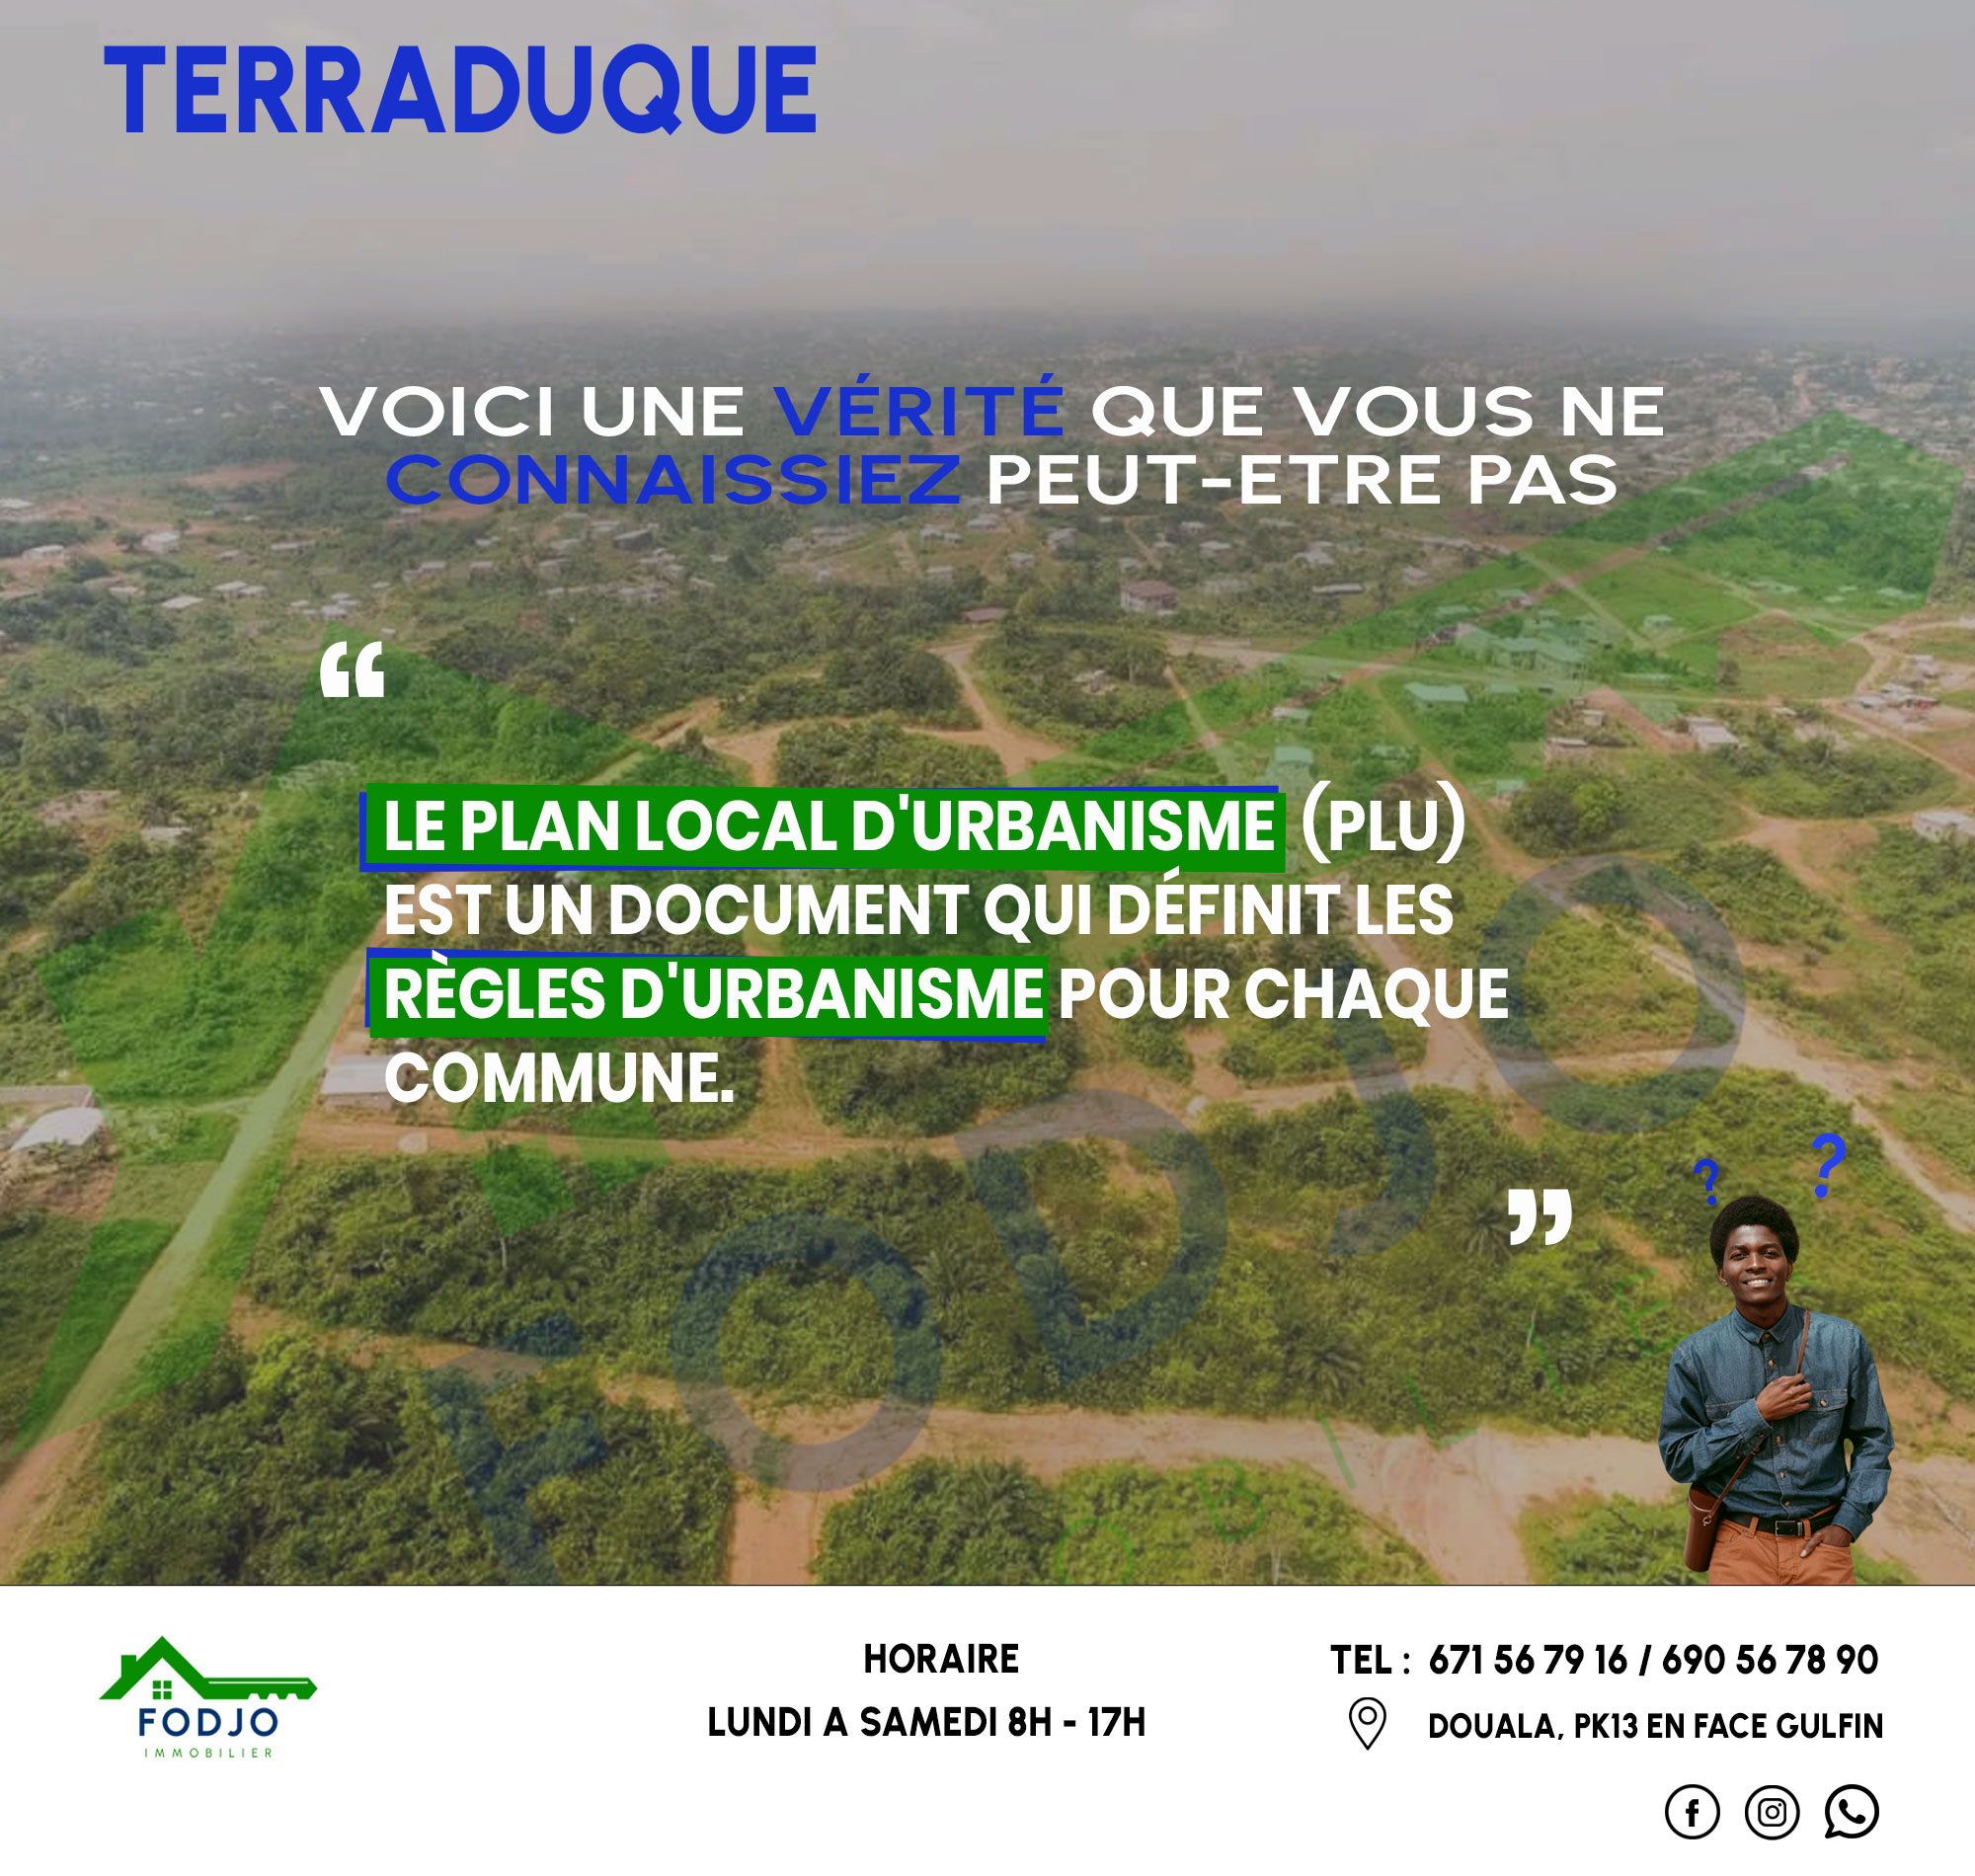 TERRADUQUE
VOICI UNE VÉRITÉ QUE VOUS NE
CONNAISSIEZ PEUT-ETRE PAS
“
LE PLAN LOCAL D'URBANISME (PLU)
EST UN DOCUMENT QUI DÉFINIT LES
RÈGLES D'URBANISME POUR CHAQUE
COMMUNE.
”
? ?
FODJO
OBILIE
FODJO
IMMOBILIER
HORAIRE
LUNDI A SAMEDI 8H - 17H
TEL : 671 56 79 16 / 690 56 78 90
DOUALA, PK13 EN FACE GULFIN